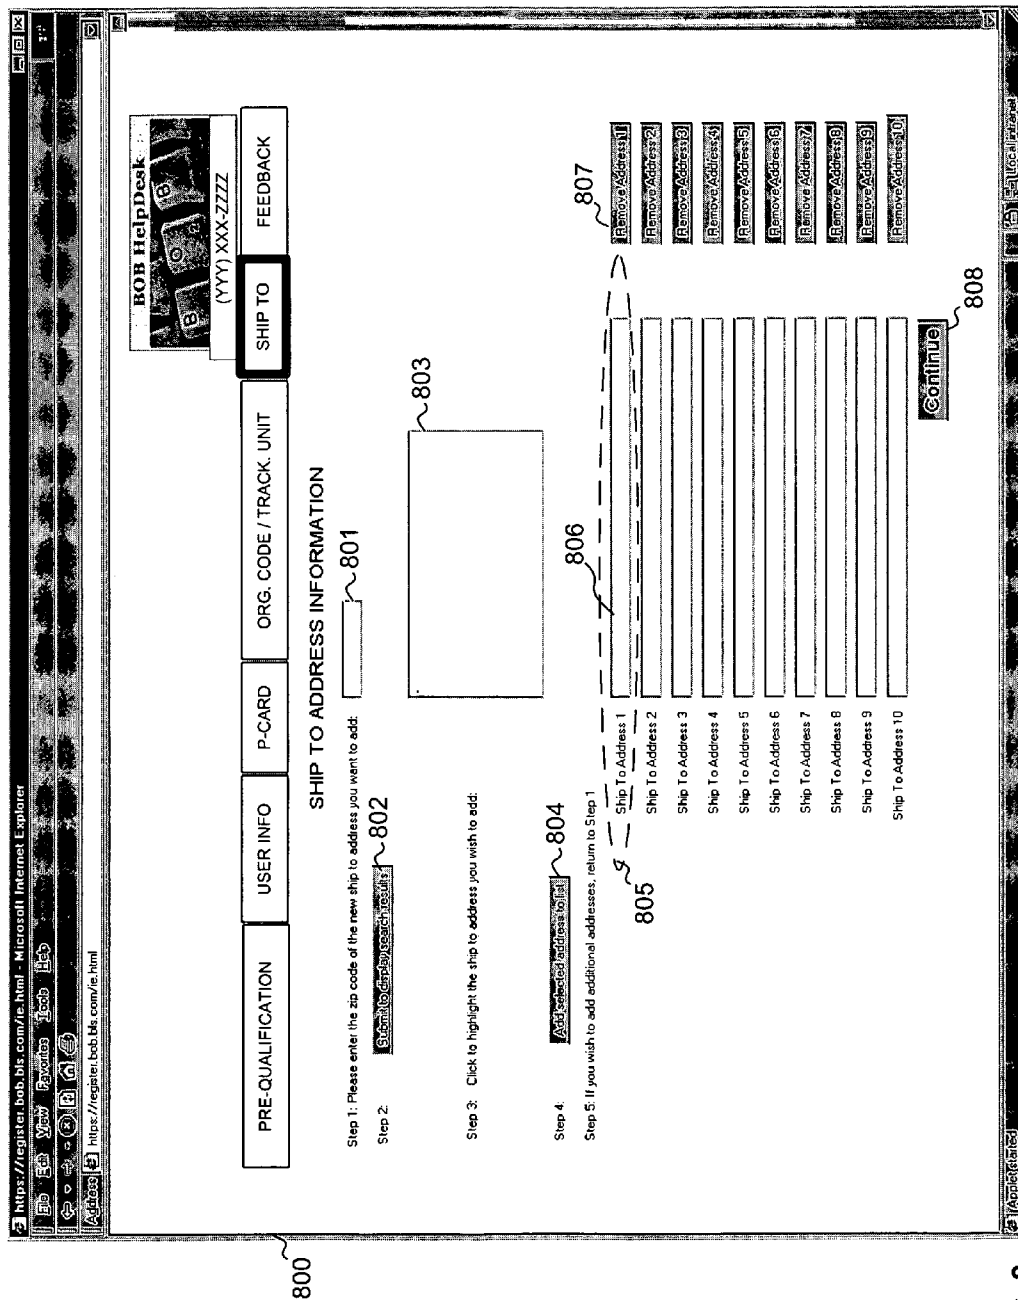 https://register.bob.bls.com/ie.html - Microsoft Internet Explorer
File Edit View Favorites Tools Help
Address https://register.bob.bls.com/ie.html
BOB HelpDesk
B O B
(YYY) XXX-ZZZZ
PRE-QUALIFICATION USER INFO P-CARD ORG. CODE / TRACK. UNIT SHIP TO FEEDBACK
SHIP TO ADDRESS INFORMATION
Step 1: Please enter the zip code of the new ship to address you want to add: 801
Step 2: Submit to display search results 802
803
Step 3: Click to highlight the ship to address you wish to add:
Step 4: Add selected address to list 804
Step 5: If you wish to add additional addresses, return to Step 1
805 806 807
Ship To Address 1 Remove Address 1
Ship To Address 2 Remove Address 2
Ship To Address 3 Remove Address 3
Ship To Address 4 Remove Address 4
Ship To Address 5 Remove Address 5
Ship To Address 6 Remove Address 6
Ship To Address 7 Remove Address 7
Ship To Address 8 Remove Address 8
Ship To Address 9 Remove Address 9
Ship To Address 10 Remove Address 10
Continue 808
Applet started Local intranet
800